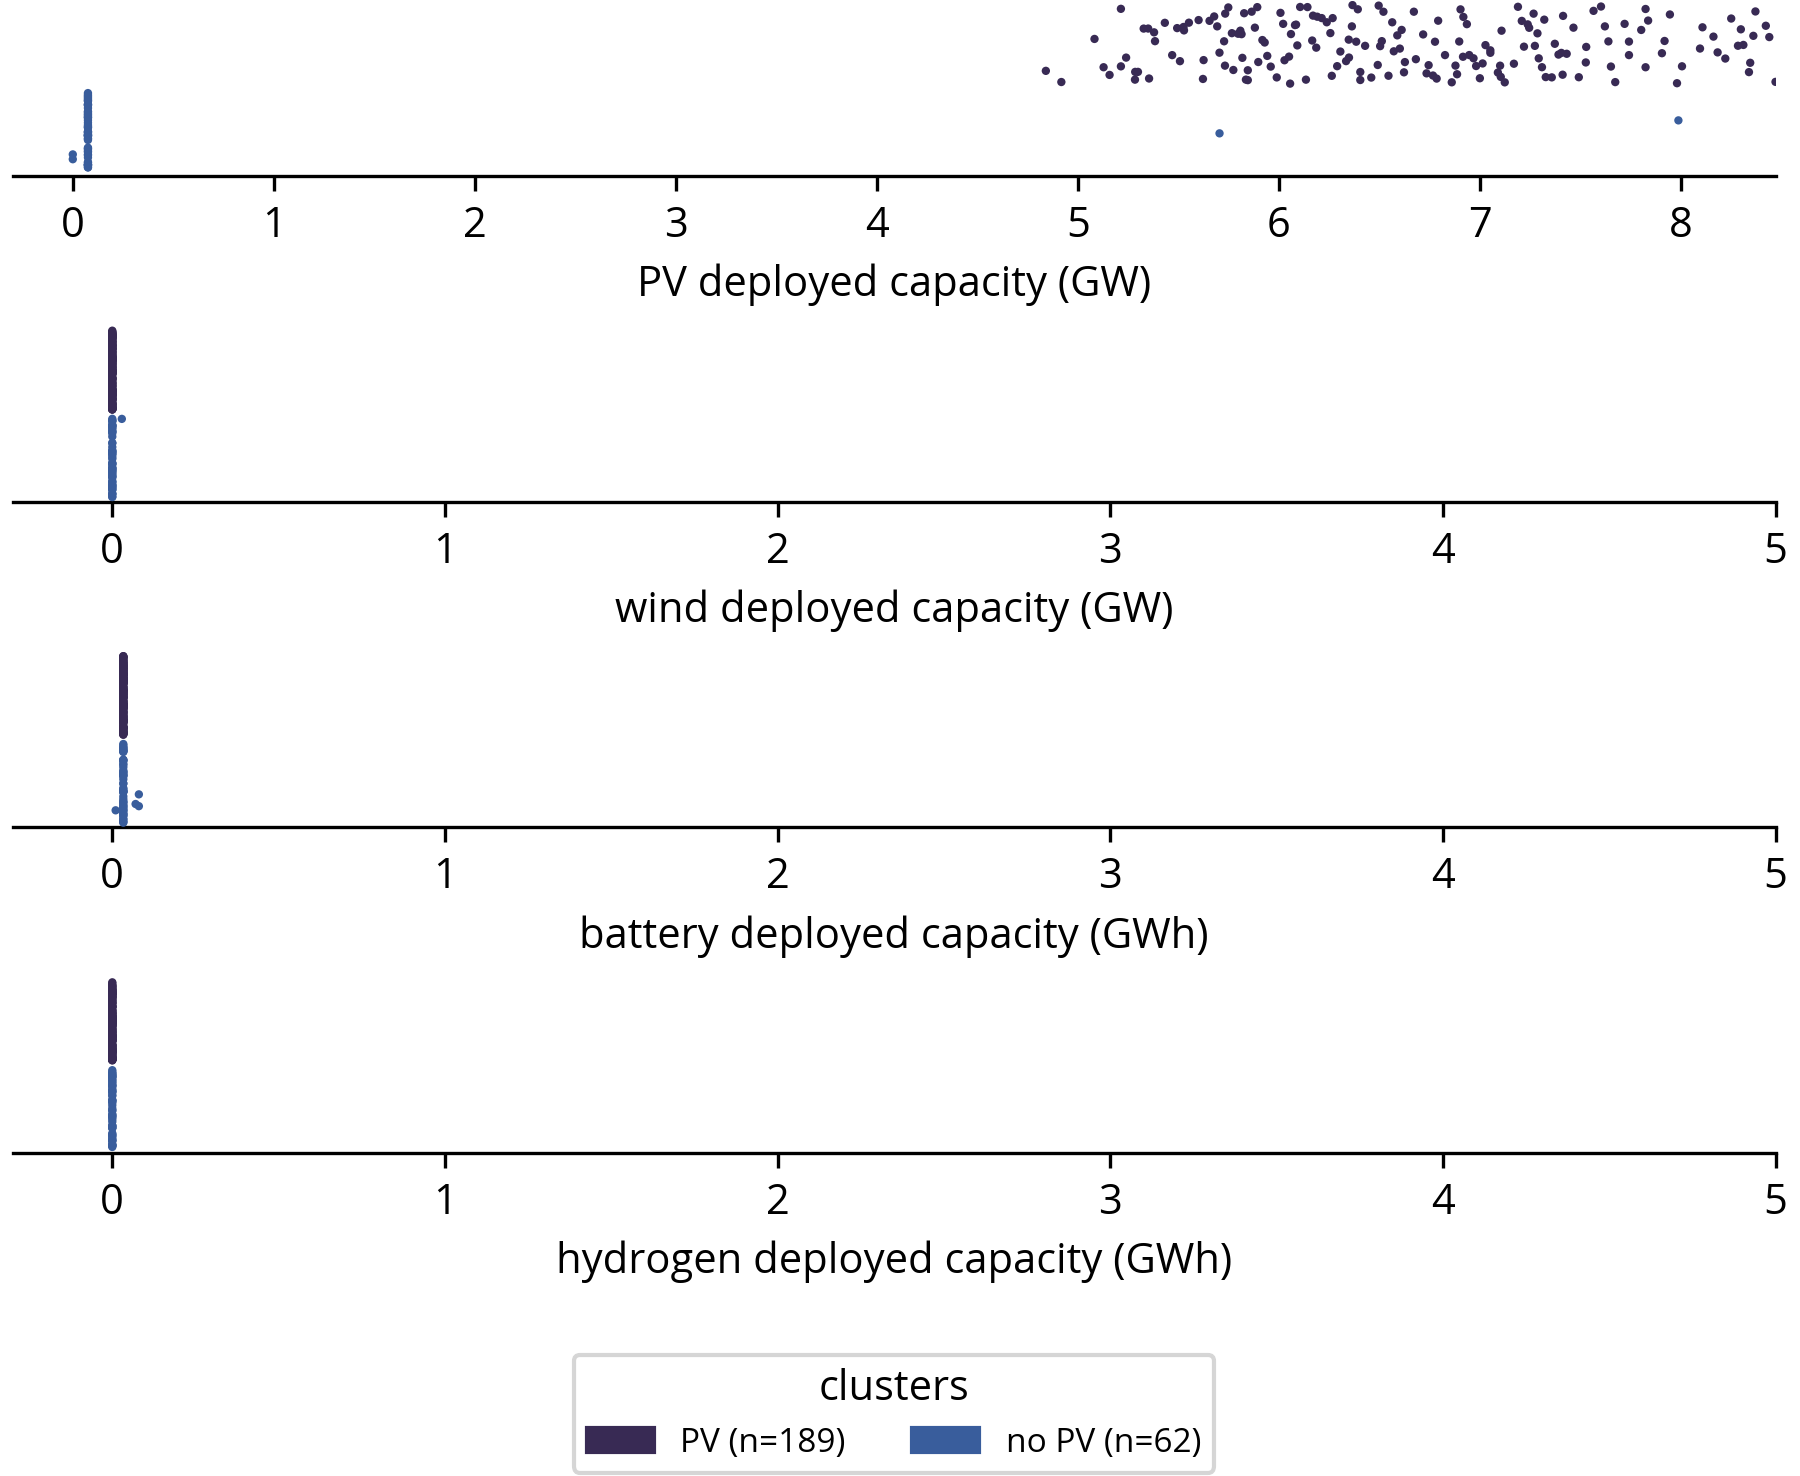 0 1 2 3 4 5 6 7 8
PV deployed capacity (GW)
0 1 2 3 4 5
wind deployed capacity (GW)
0 1 2 3 4 5
battery deployed capacity (GWh)
0 1 2 3 4 5
hydrogen deployed capacity (GWh)
clusters
PV (n=189) no PV (n=62)